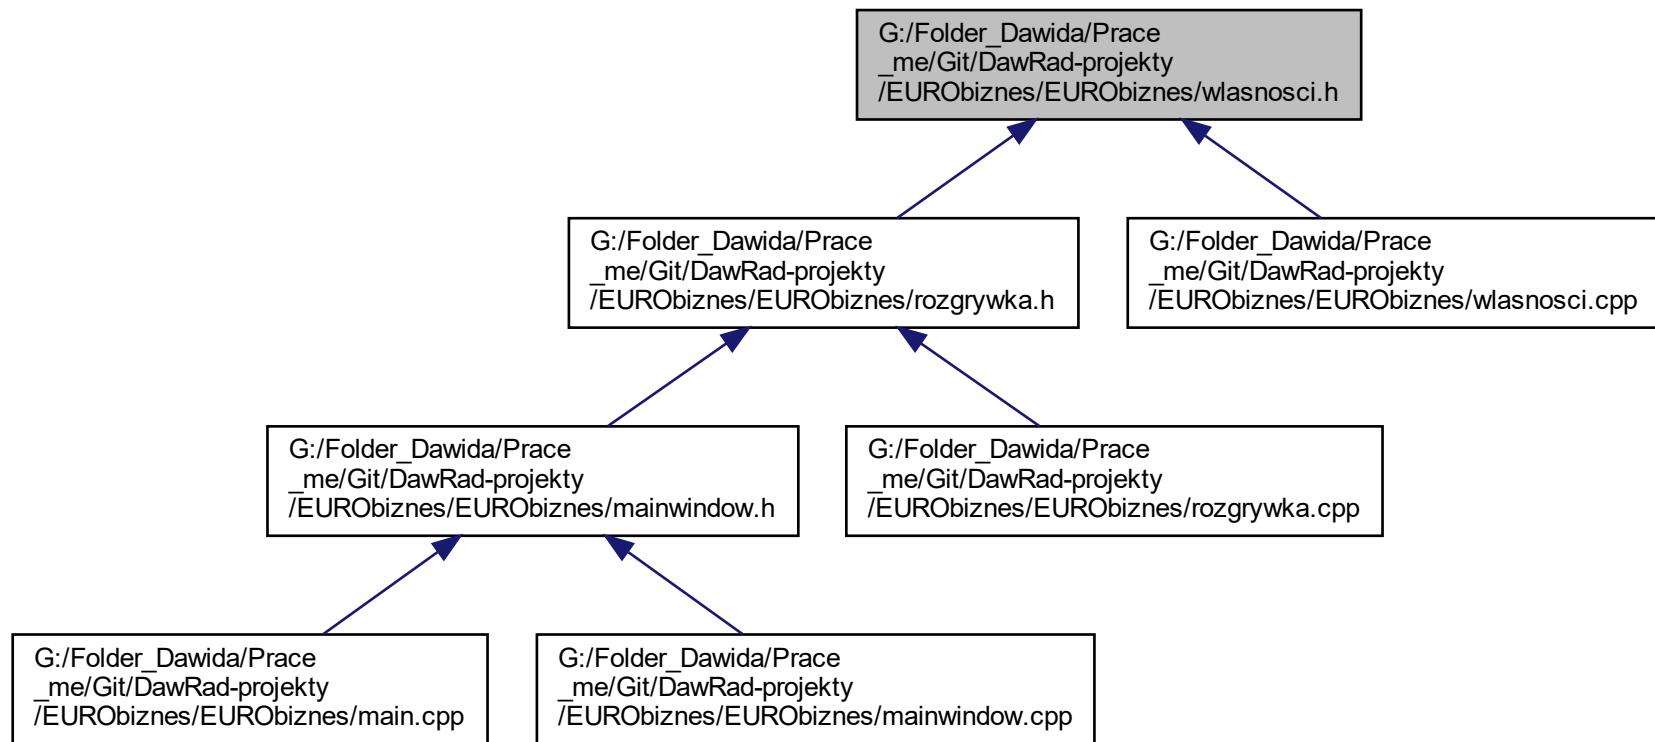 G:/Folder_Dawida/Prace
_me/Git/DawRad-projekty
/EURObiznes/EURObiznes/wlasnosci.h
G:/Folder_Dawida/Prace
_me/Git/DawRad-projekty
/EURObiznes/EURObiznes/rozgrywka.h
G:/Folder_Dawida/Prace
_me/Git/DawRad-projekty
/EURObiznes/EURObiznes/wlasnosci.cpp
G:/Folder_Dawida/Prace
_me/Git/DawRad-projekty
/EURObiznes/EURObiznes/mainwindow.h
G:/Folder_Dawida/Prace
_me/Git/DawRad-projekty
/EURObiznes/EURObiznes/rozgrywka.cpp
G:/Folder_Dawida/Prace
_me/Git/DawRad-projekty
/EURObiznes/EURObiznes/main.cpp
G:/Folder_Dawida/Prace
_me/Git/DawRad-projekty
/EURObiznes/EURObiznes/mainwindow.cpp